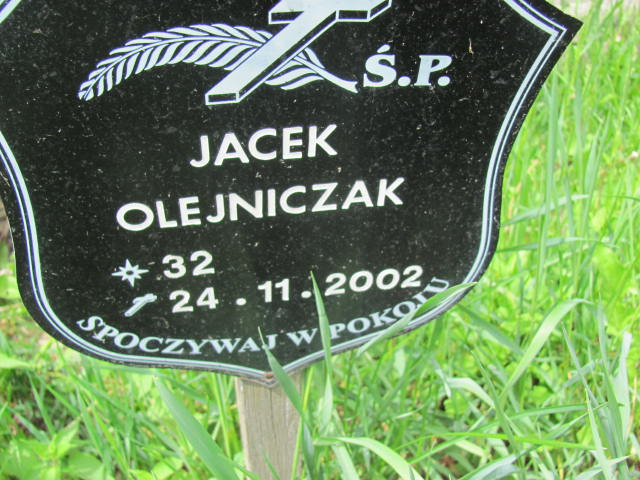 Ś.P.
JACEK
OLEJNICZAK
32
24.11.2002
SPOCZYWAJ W POKOJU